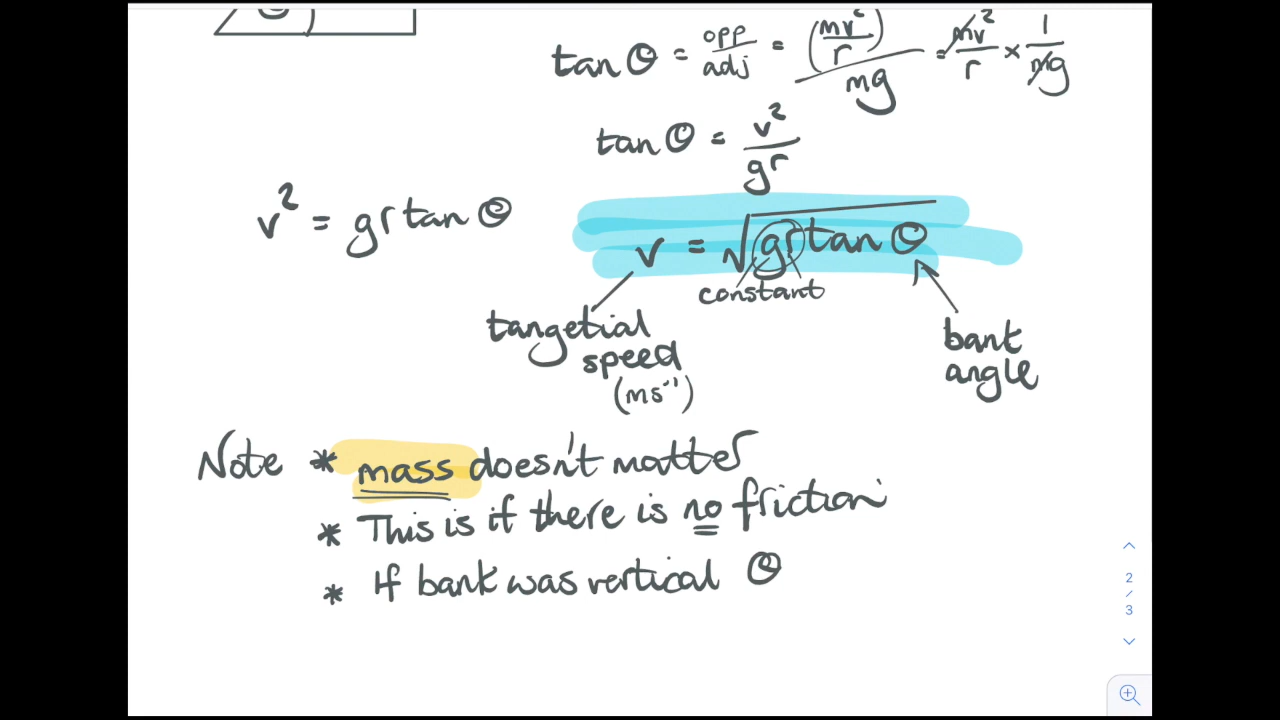 tan θ = opp/adj = (mv²/r)/mg = mv²/r × 1/mg
tan θ = v²/gr
v² = gr tan θ
v = √gr tan θ
constant
tangetial
speed
(ms⁻¹)
bank
angle
Note * mass doesn't matter
* This is if there is no friction
* If bank was vertical θ
2
/
3